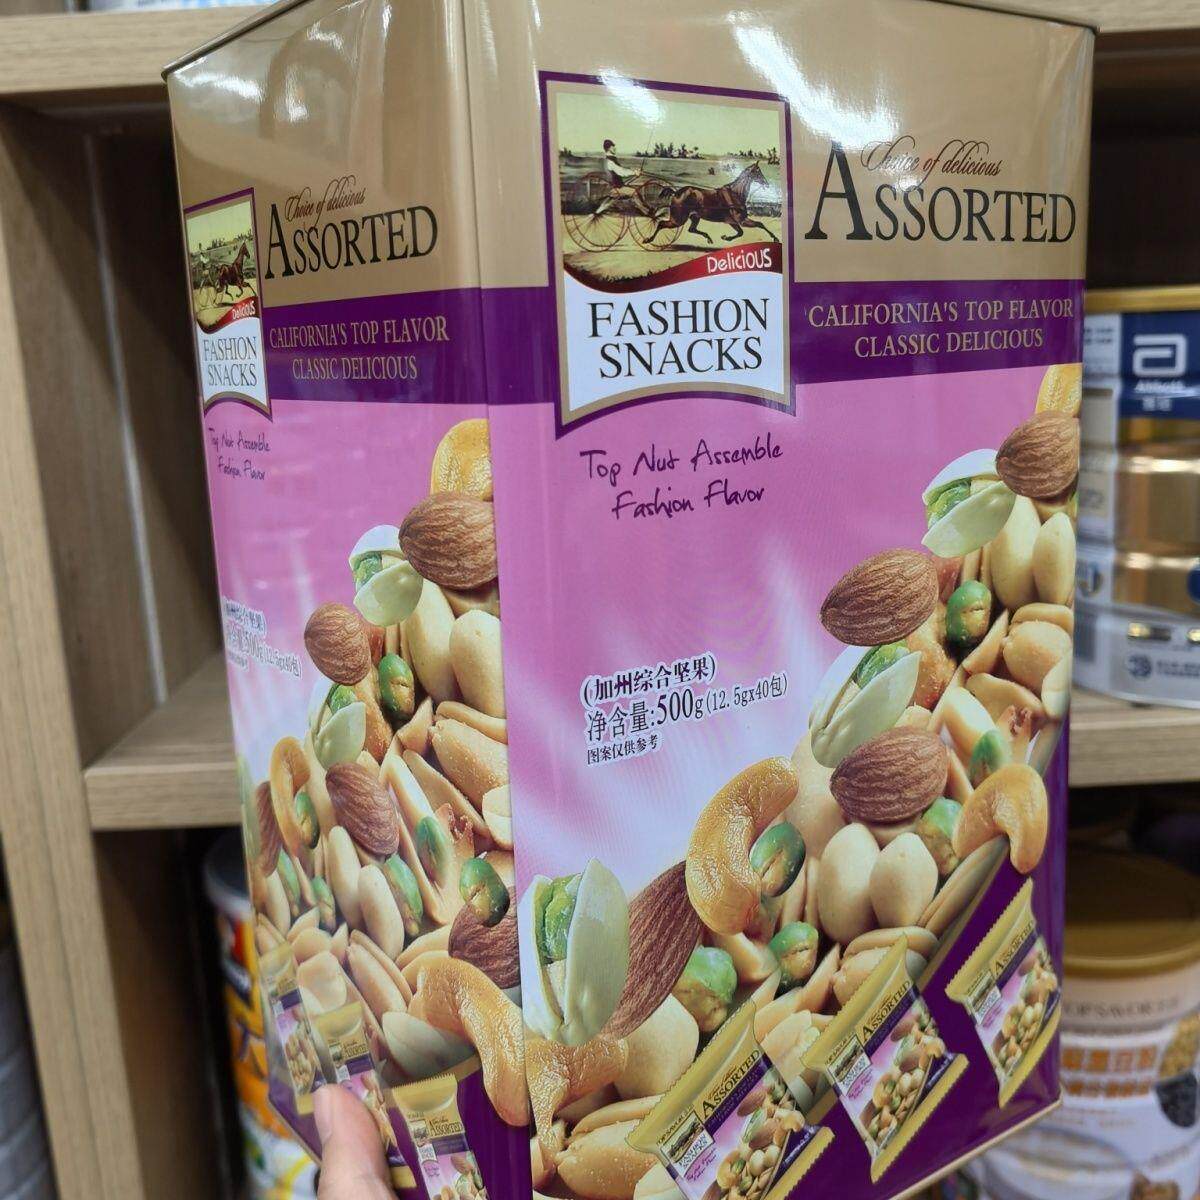 Choice of delicious
ASSORTED
DelicioUS
FASHION
SNACKS
CALIFORNIA'S TOP FLAVOR
CLASSIC DELICIOUS
Top Nut Assemble
Fashion Flavor
Choice of delicious
ASSORTED
DelicioUS
FASHION
SNACKS
CALIFORNIA'S TOP FLAVOR
CLASSIC DELICIOUS
Top Nut Assemble
Fashion Flavor
(加州综合坚果)
净含量:500g(12.5gx40包)
图案仅供参考
ASSORTED
ASSORTED
ASSORTED
ASSORTED
ASSORTED
Abbott